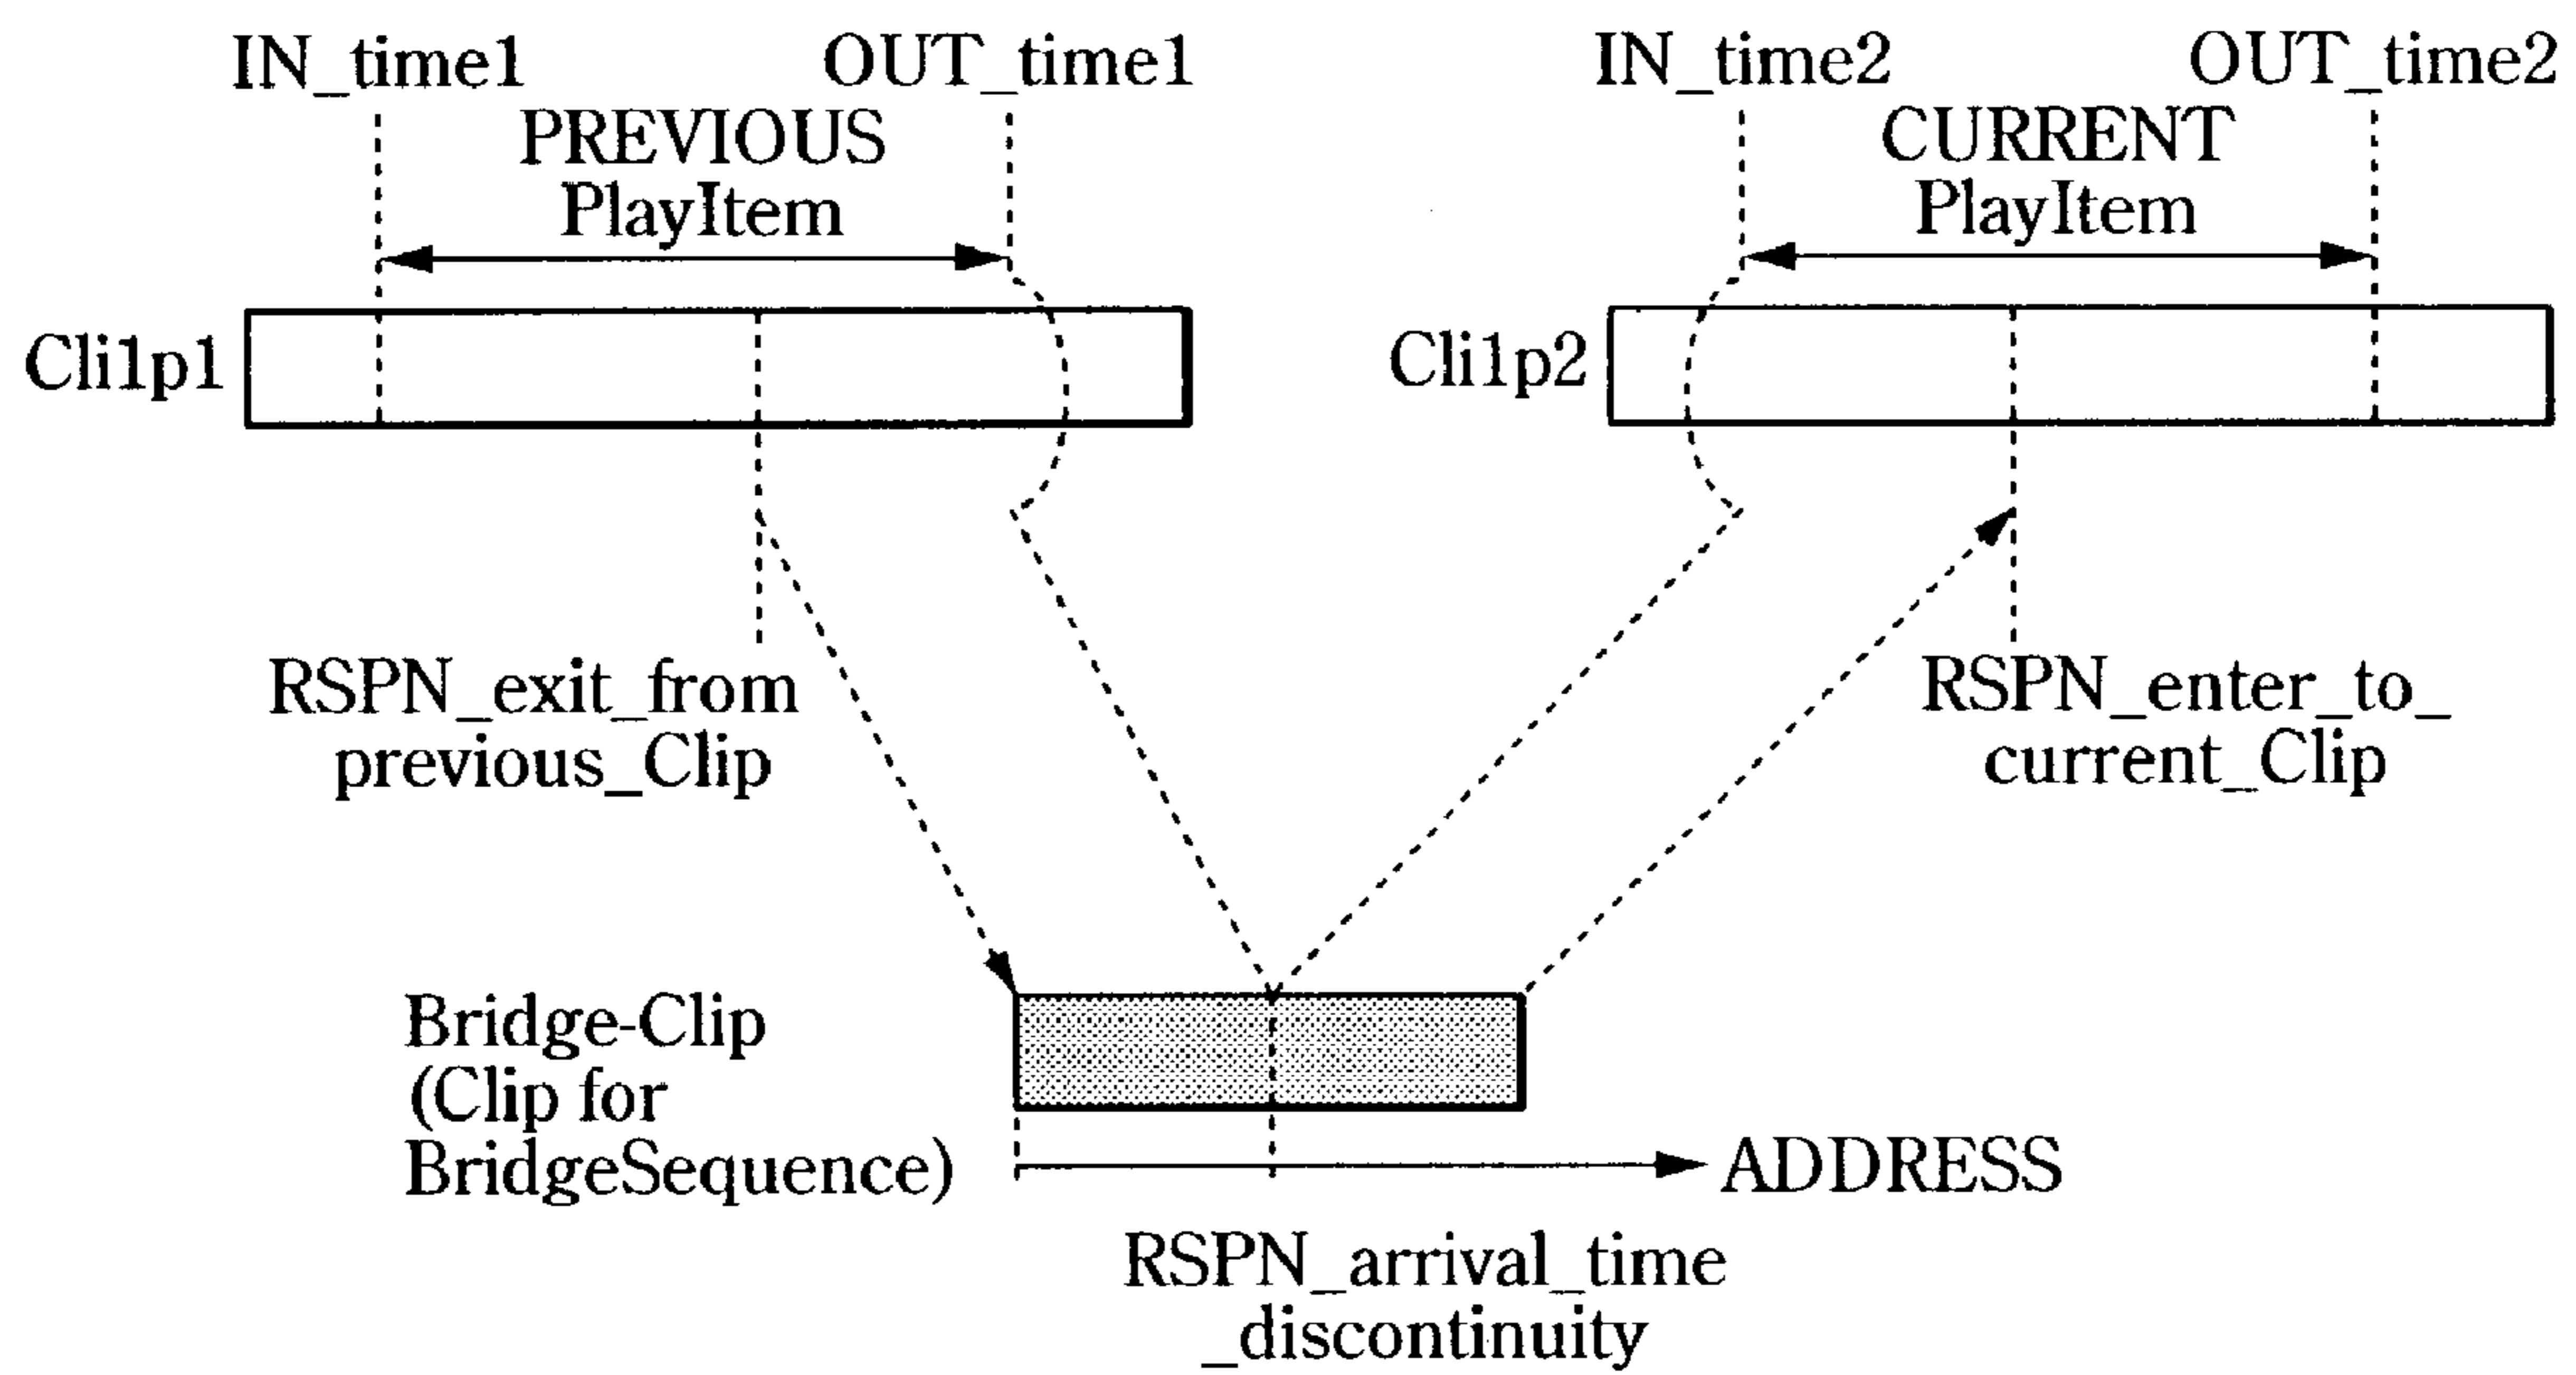 IN_time1
OUT_time1
IN_time2
OUT_time2
PREVIOUS
PlayItem
CURRENT
PlayItem
Cli1p1
Cli1p2
RSPN_exit_from
previous_Clip
RSPN_enter_to_
current_Clip
Bridge-Clip
(Clip for
BridgeSequence)
ADDRESS
RSPN_arrival_time
_discontinuity